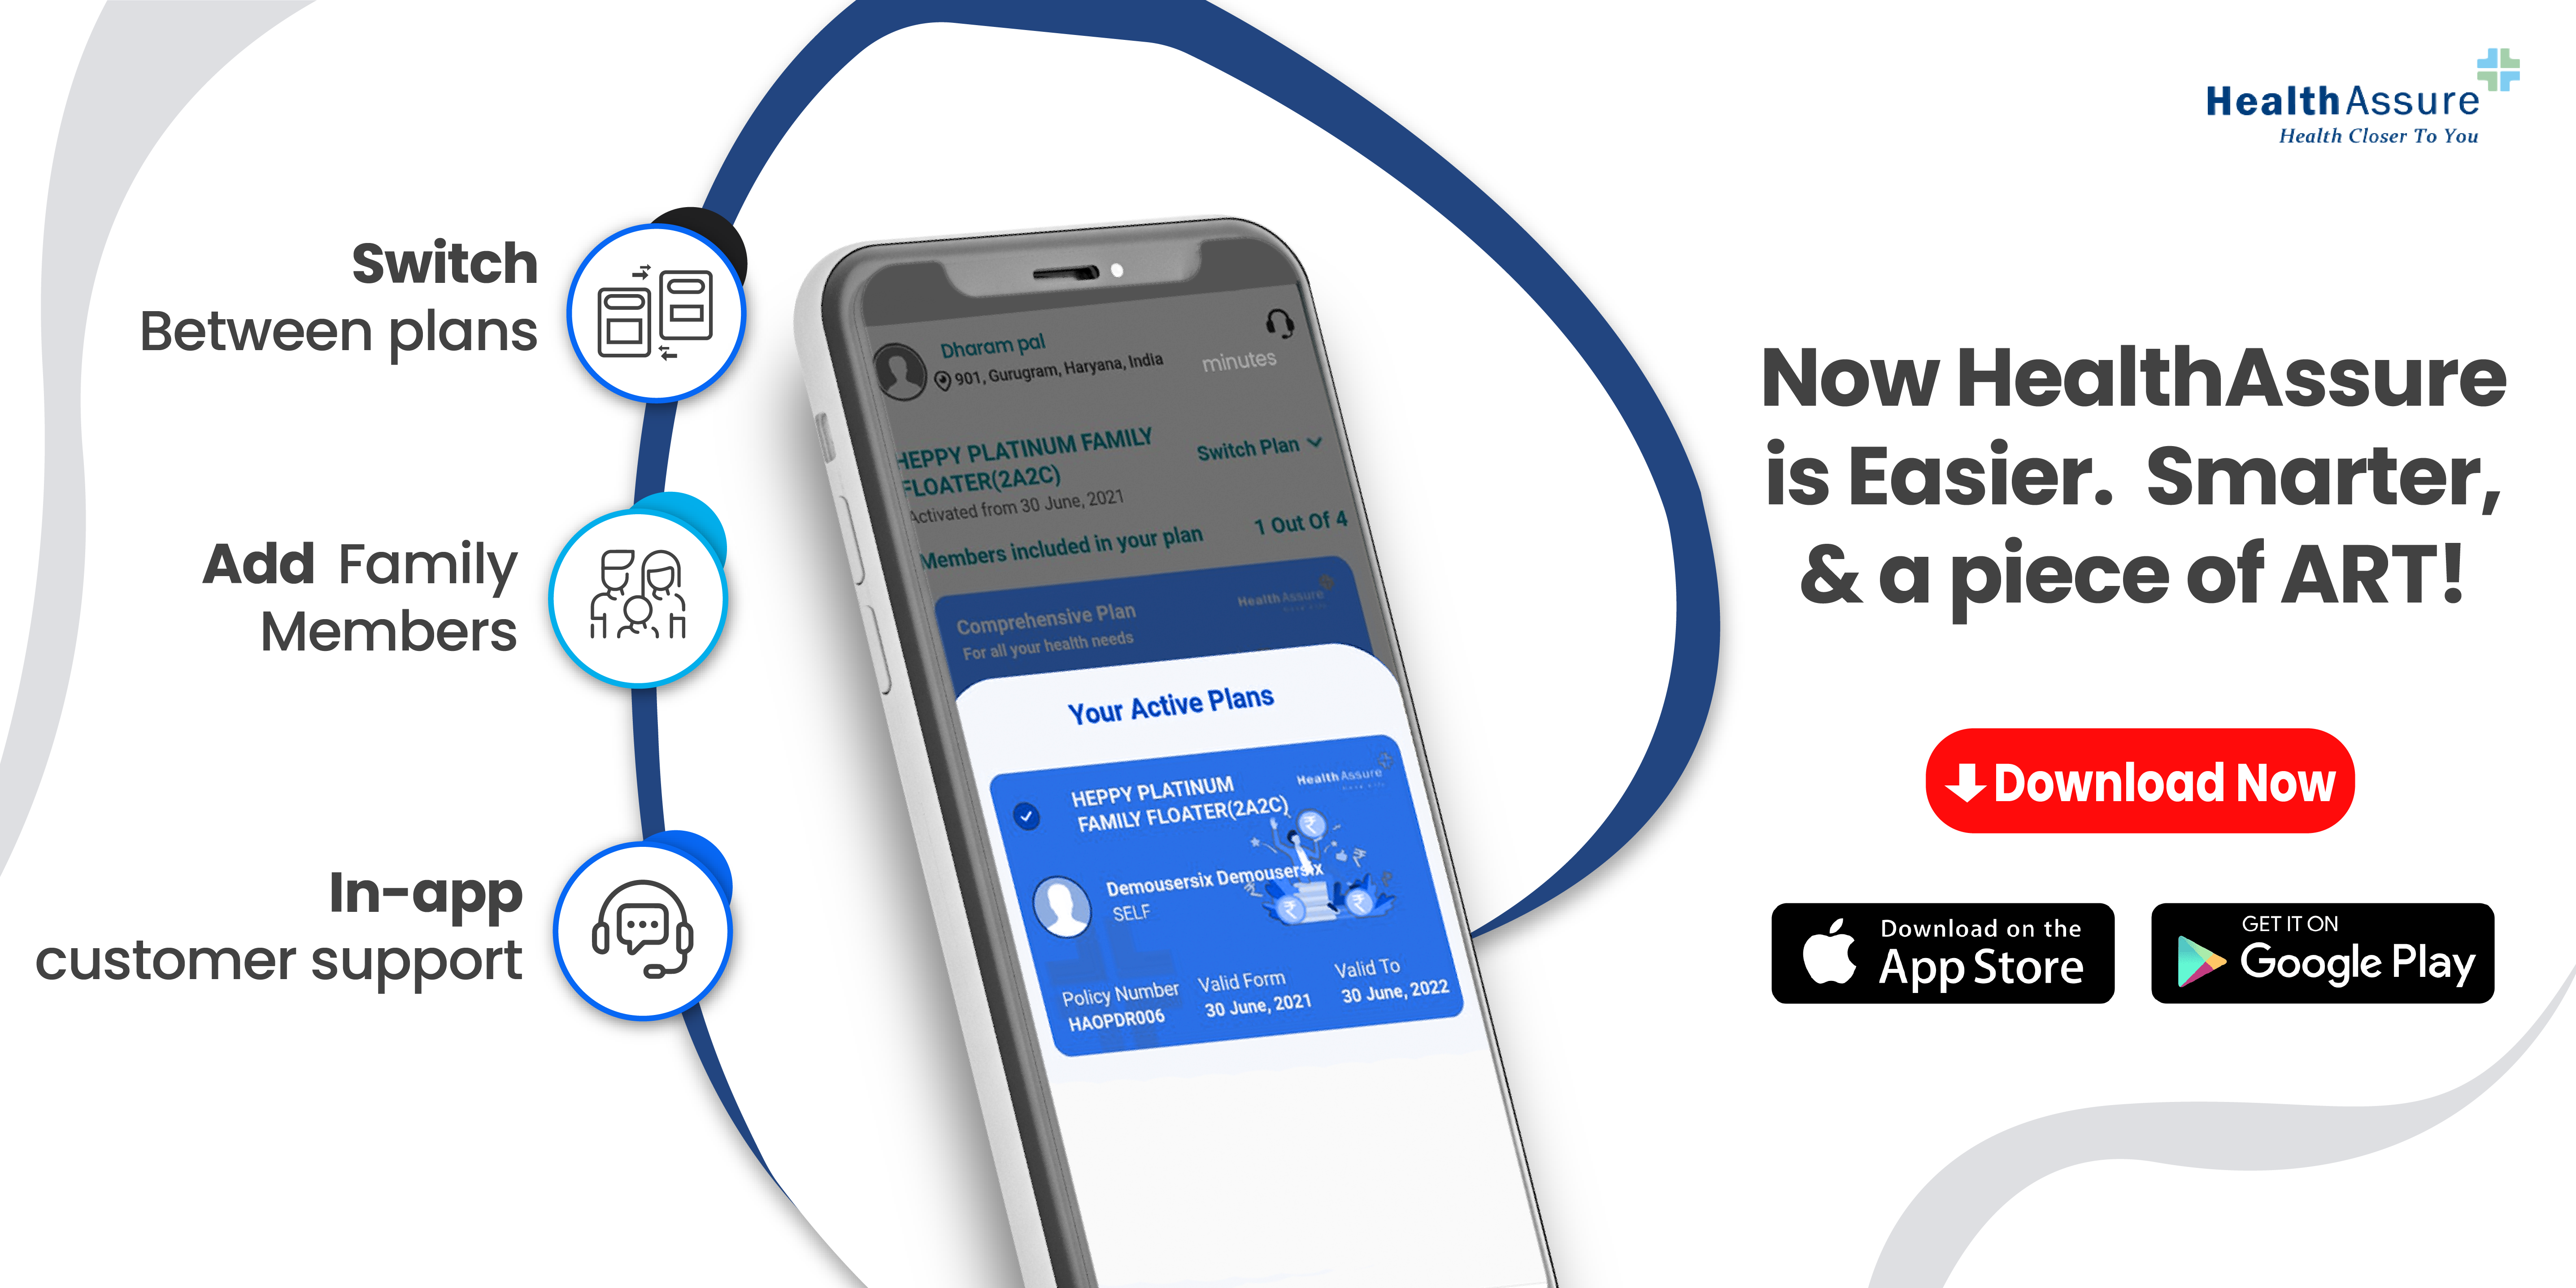 HealthAssure
Health Closer To You
Switch
Between plans
Add Family
Members
In-app
customer support
Dharam pal
901, Gurugram, Haryana, India
minutes
HEPPY PLATINUM FAMILY
FLOATER(2A2C)
Switch Plan
Activated from 30 June, 2021
Members included in your plan
1 Out Of 4
Comprehensive Plan
For all your health needs
HealthAssure
Your Active Plans
HEPPY PLATINUM
FAMILY FLOATER(2A2C)
HealthAssure
Demousersix Demousersix
SELF
Policy Number
HAOPDR006
Valid Form
30 June, 2021
Valid To
30 June, 2022
Now HealthAssure
is Easier. Smarter,
& a piece of ART!
Download Now
Download on the
App Store
GET IT ON
Google Play